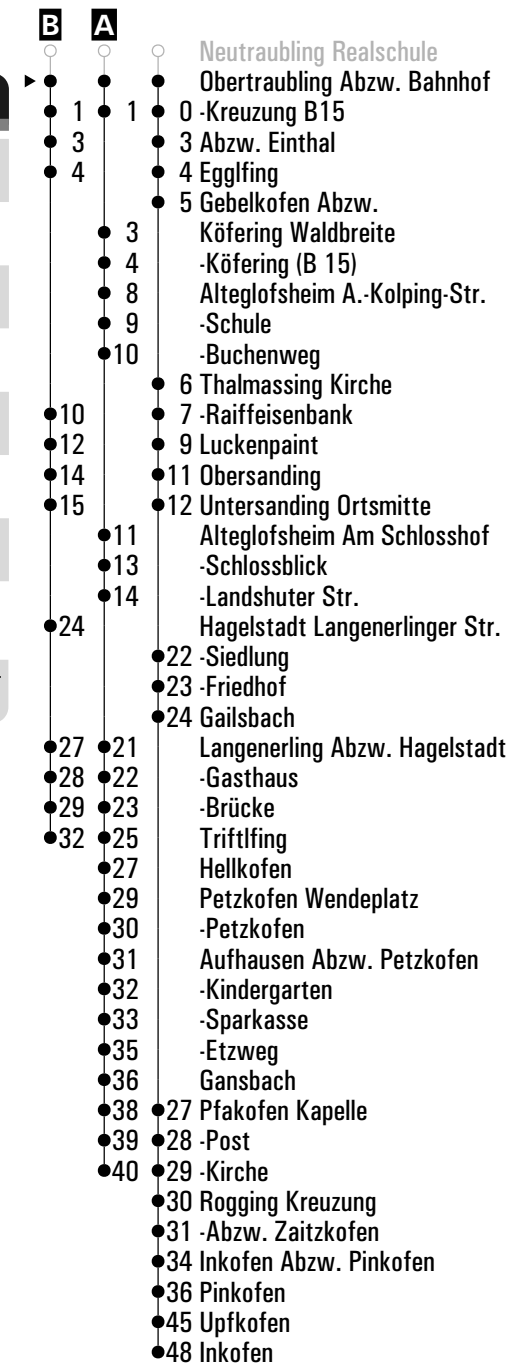 B A
Neutraubling Realschule
Obertraubling Abzw. Bahnhof
1 1 0 -Kreuzung B15
3 3 Abzw. Einthal
4 4 Egglfing
5 Gebelkofen Abzw.
3 Köfering Waldbreite
4 -Köfering (B 15)
8 Alteglofsheim A.-Kolping-Str.
9 -Schule
10 -Buchenweg
6 Thalmassing Kirche
10 7 -Raiffeisenbank
12 9 Luckenpaint
14 11 Obersanding
15 12 Untersanding Ortsmitte
11 Alteglofsheim Am Schlosshof
13 -Schlossblick
14 -Landshuter Str.
24 Hagelstadt Langenerlinger Str.
22 -Siedlung
23 -Friedhof
24 Gailsbach
27 21 Langenerling Abzw. Hagelstadt
28 22 -Gasthaus
29 23 -Brücke
32 25 Triftlfing
27 Hellkofen
29 Petzkofen Wendeplatz
30 -Petzkofen
31 Aufhausen Abzw. Petzkofen
32 -Kindergarten
33 -Sparkasse
35 -Etzweg
36 Gansbach
38 27 Pfakofen Kapelle
39 28 -Post
40 29 -Kirche
30 Rogging Kreuzung
31 -Abzw. Zaitzkofen
34 Inkofen Abzw. Pinkofen
36 Pinkofen
45 Upfkofen
48 Inkofen